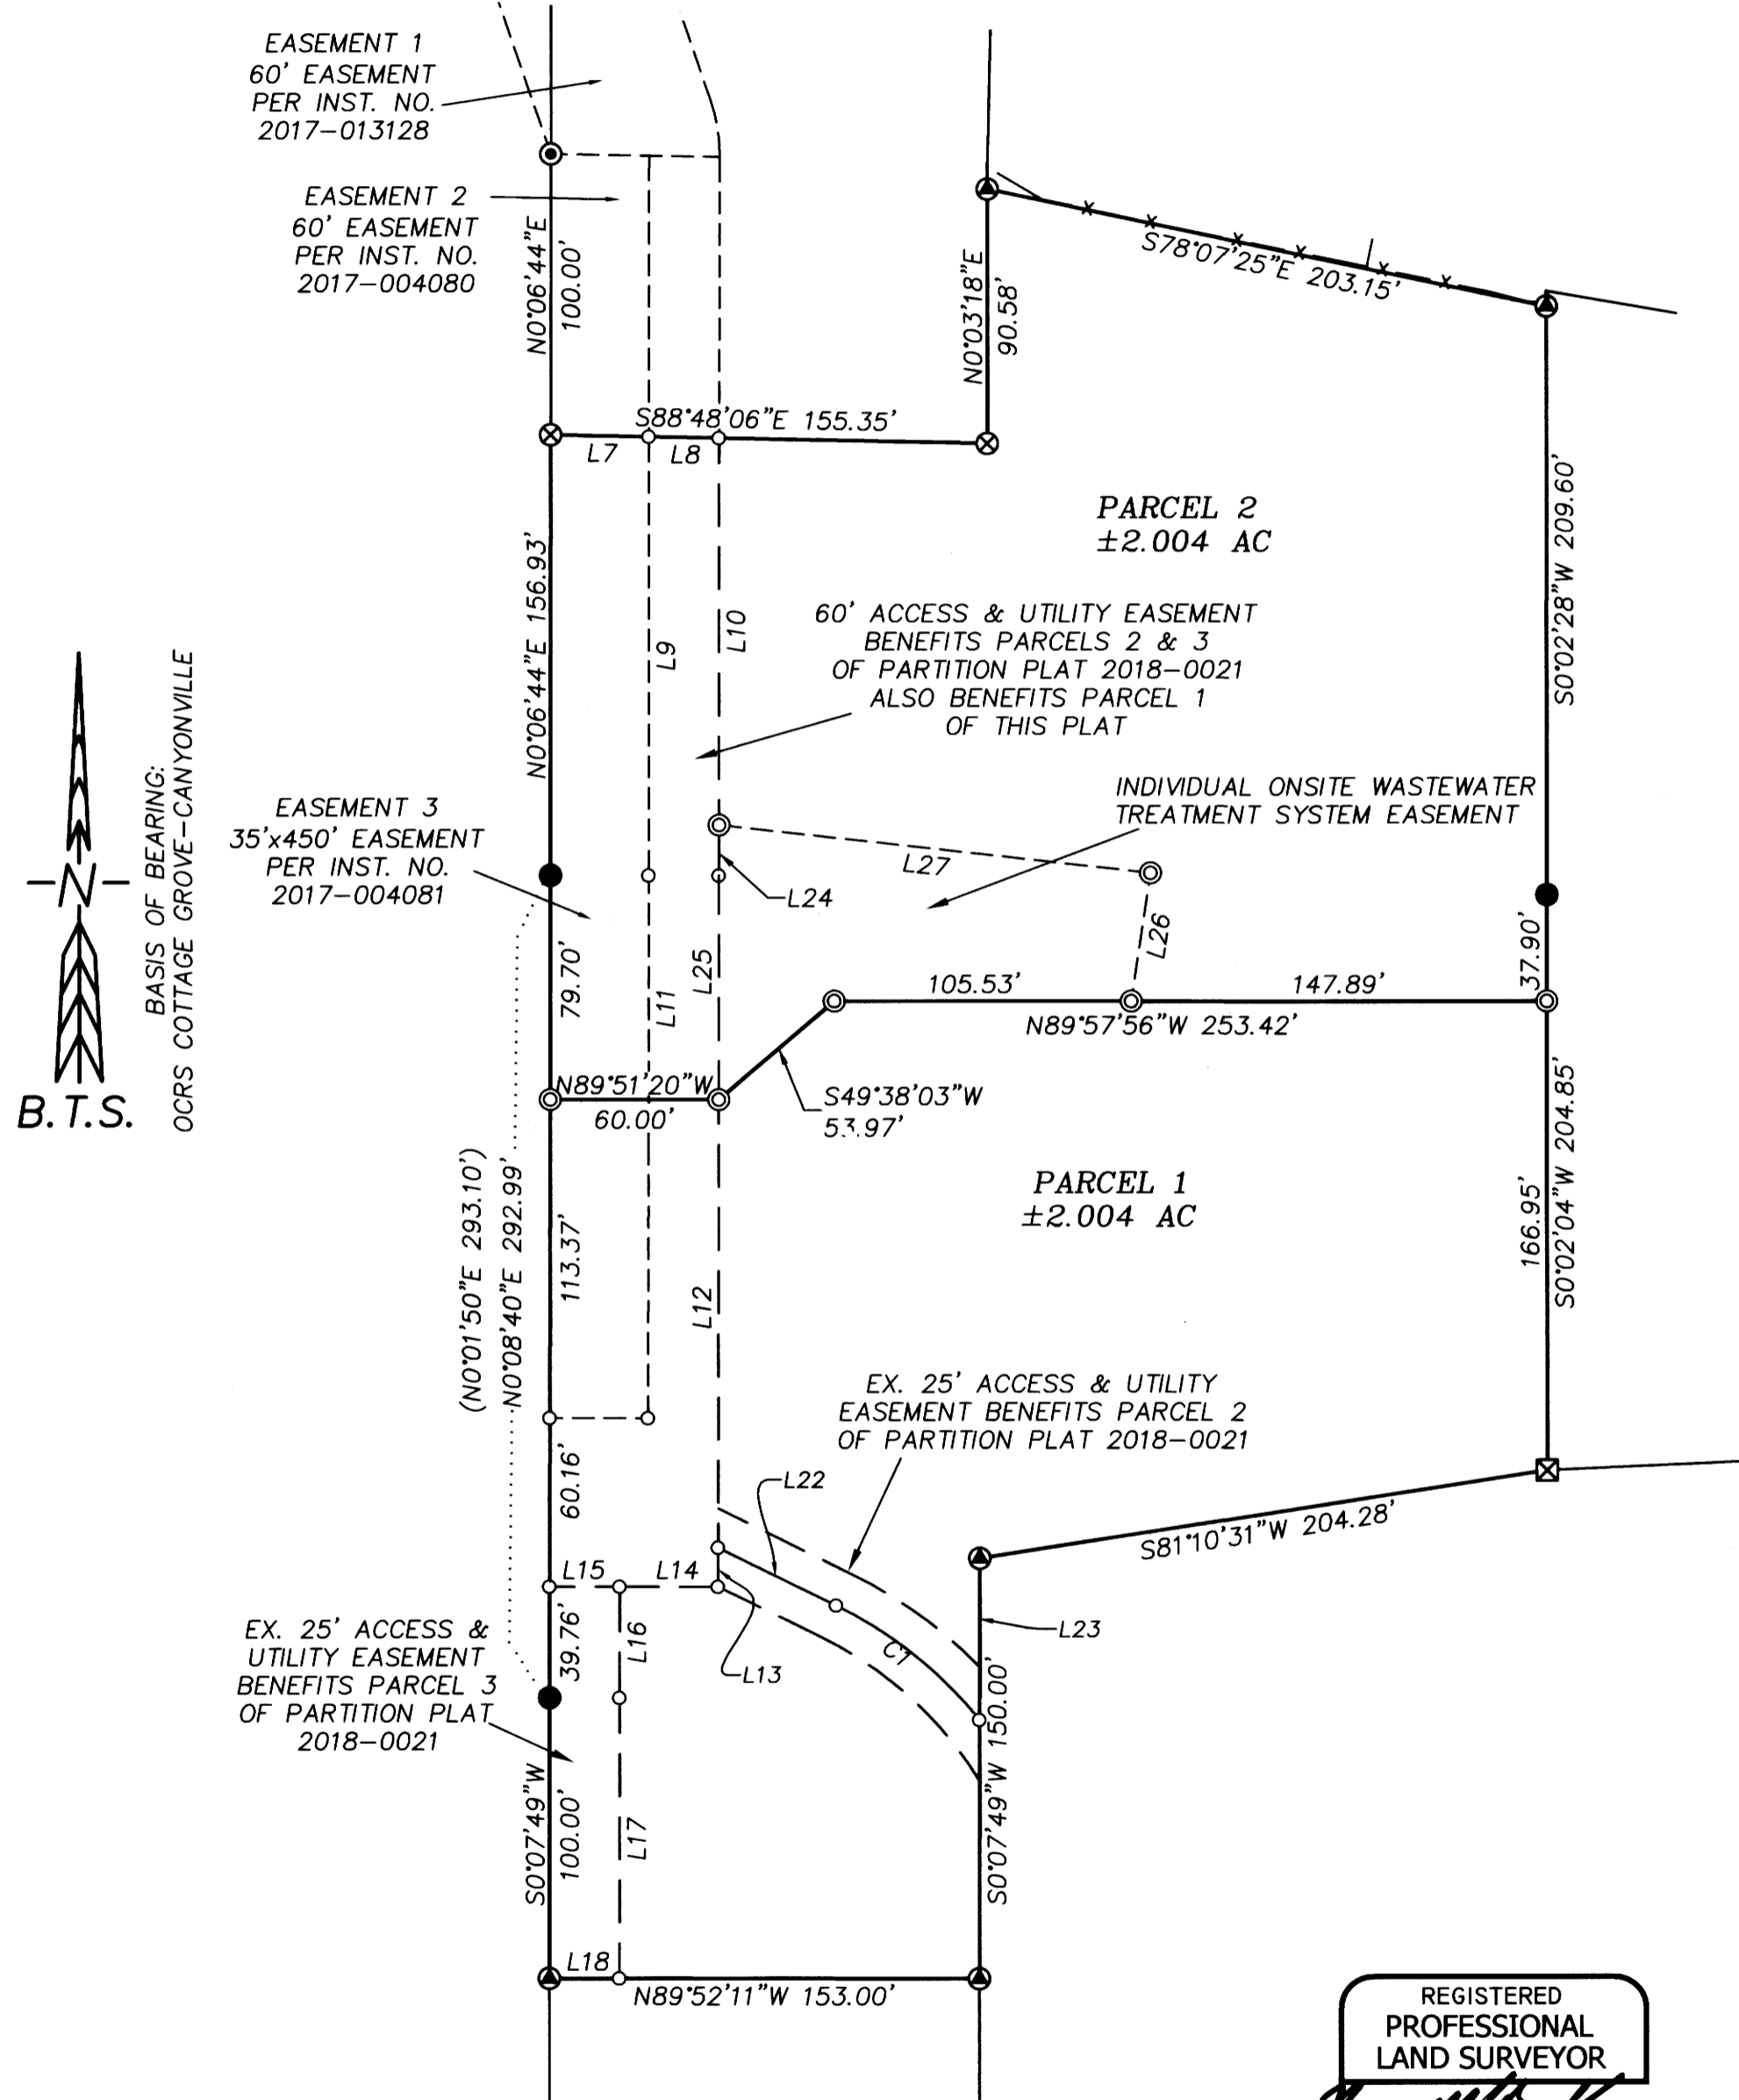 EASEMENT 1
60' EASEMENT
PER INST. NO.
2017-013128
EASEMENT 2
60' EASEMENT
PER INST. NO.
2017-004080
N0°06'44"E
100.00'
N0°03'18"E
90.58'
S78°07'25"E 203.15'
S88°48'06"E 155.35'
L7
L8
PARCEL 2
±2.004 AC
S0°02'28"W 209.60'
N0°06'44"E 156.93'
L9
L10
60' ACCESS & UTILITY EASEMENT
BENEFITS PARCELS 2 & 3
OF PARTITION PLAT 2018-0021
ALSO BENEFITS PARCEL 1
OF THIS PLAT
BASIS OF BEARING:
OCRS COTTAGE GROVE-CANYONVILLE
-N-
B.T.S.
INDIVIDUAL ONSITE WASTEWATER
TREATMENT SYSTEM EASEMENT
EASEMENT 3
35'x450' EASEMENT
PER INST. NO.
2017-004081
L27
L24
L26
L25
L11
79.70'
105.53'
147.89'
37.90'
N89°57'56"W 253.42'
N89°51'20"W
60.00'
S49°38'03"W
53.97'
S0°02'04"W 204.85'
166.95'
PARCEL 1
±2.004 AC
(N0°01'50"E 293.10')
N0°08'40"E 292.99'
113.37'
L12
EX. 25' ACCESS & UTILITY
EASEMENT BENEFITS PARCEL 2
OF PARTITION PLAT 2018-0021
60.16'
L22
S81°10'31"W 204.28'
L15
L14
L13
L16
39.76'
C7
L23
EX. 25' ACCESS &
UTILITY EASEMENT
BENEFITS PARCEL 3
OF PARTITION PLAT
2018-0021
S0°07'49"W
100.00'
L17
S0°07'49"W 150.00'
L18
N89°52'11"W 153.00'
REGISTERED
PROFESSIONAL
LAND SURVEYOR